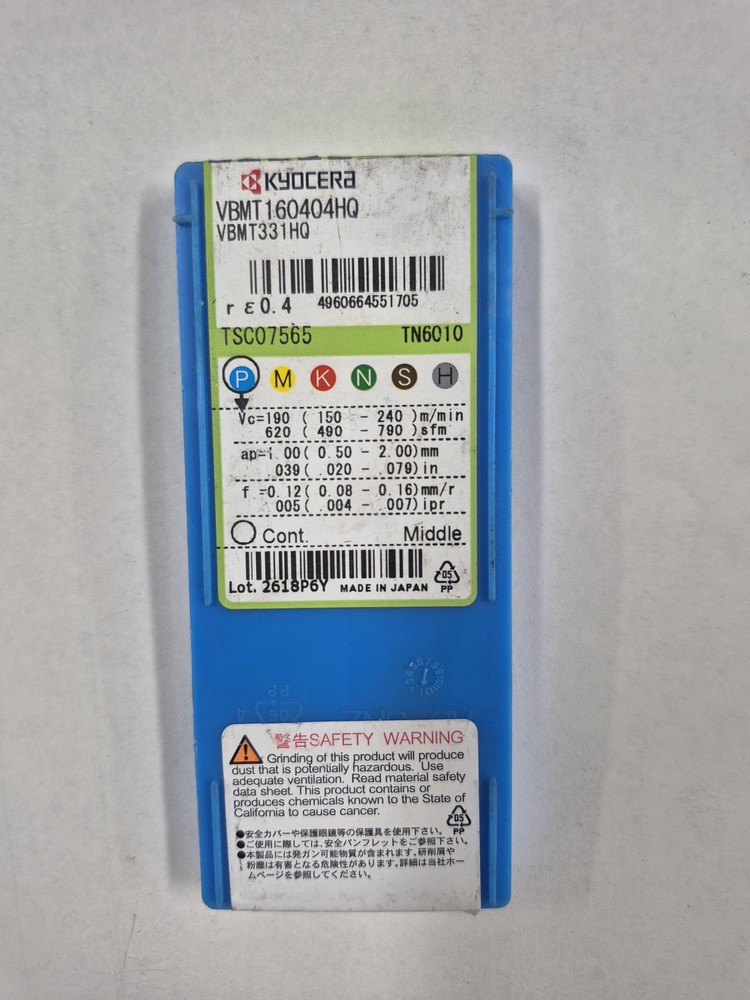 KYOCERA
VBMT160404HQ
VBMT331HQ
rε0.4 4960664551705
TSC07565 TN6010
P M K N S H
Vc=190 ( 150 - 240 )m/min
620 ( 490 - 790 )sfm
ap=1.00( 0.50 - 2.00)mm
.039( .020 - .079)in
f =0.12( 0.08 - 0.16)mm/r
.005( .004 - .007)ipr
Cont. Middle
Lot. 2618P6Y MADE IN JAPAN
05
PP
警告SAFETY WARNING
Grinding of this product will produce
dust that is potentially hazardous. Use
adequate ventilation. Read material safety
data sheet. This product contains or
produces chemicals known to the State of
California to cause cancer.
05
PP
●安全カバーや保護眼鏡等の保護具を使用下さい。
●ご使用に際しては、安全パンフレットをご参照下さい。
●本製品には発ガン可能物質が含まれます。研削屑や
粉塵は有害となる危険性があります。詳細は当社ホー
ムページを参照してください。